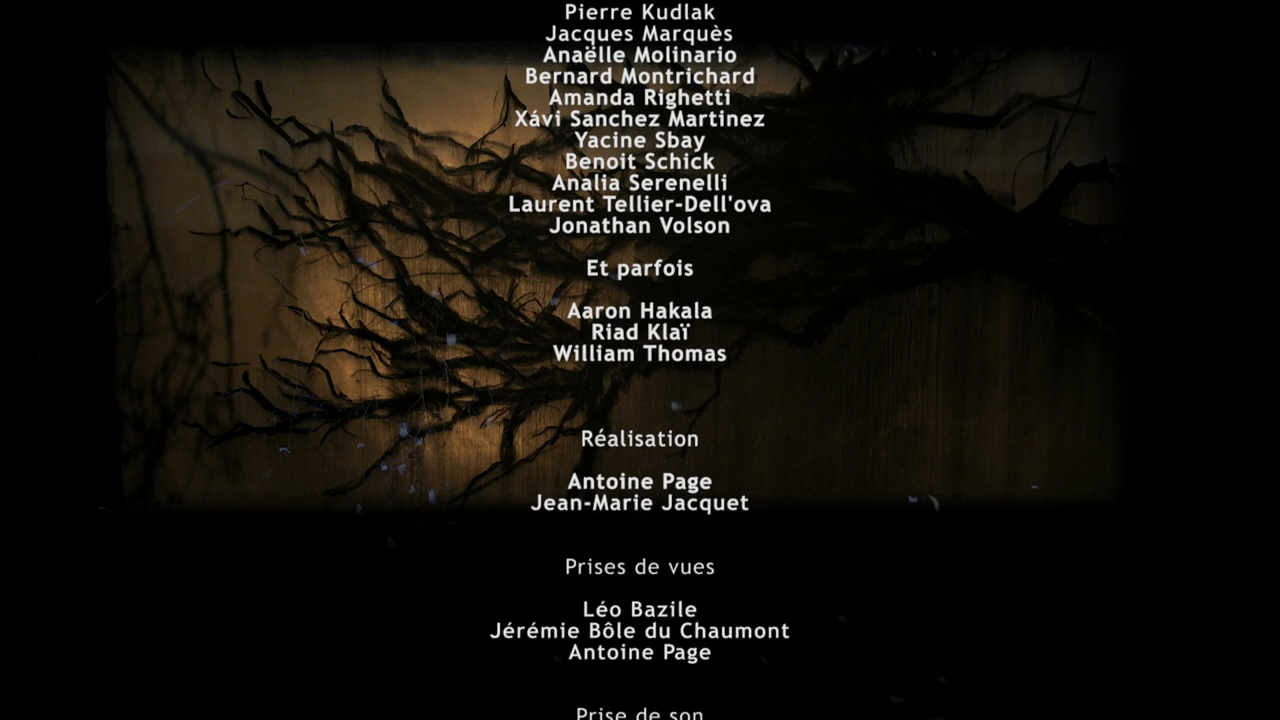 Pierre Kudlak
Jacques Marquès
Anaëlle Molinario
Bernard Montrichard
Amanda Righetti
Xávi Sanchez Martinez
Yacine Sbay
Benoit Schick
Analia Serenelli
Laurent Tellier-Dell'ova
Jonathan Volson
Et parfois
Aaron Hakala
Riad Klaï
William Thomas
Réalisation
Antoine Page
Jean-Marie Jacquet
Prises de vues
Léo Bazile
Jérémie Bôle du Chaumont
Antoine Page
Prise de son